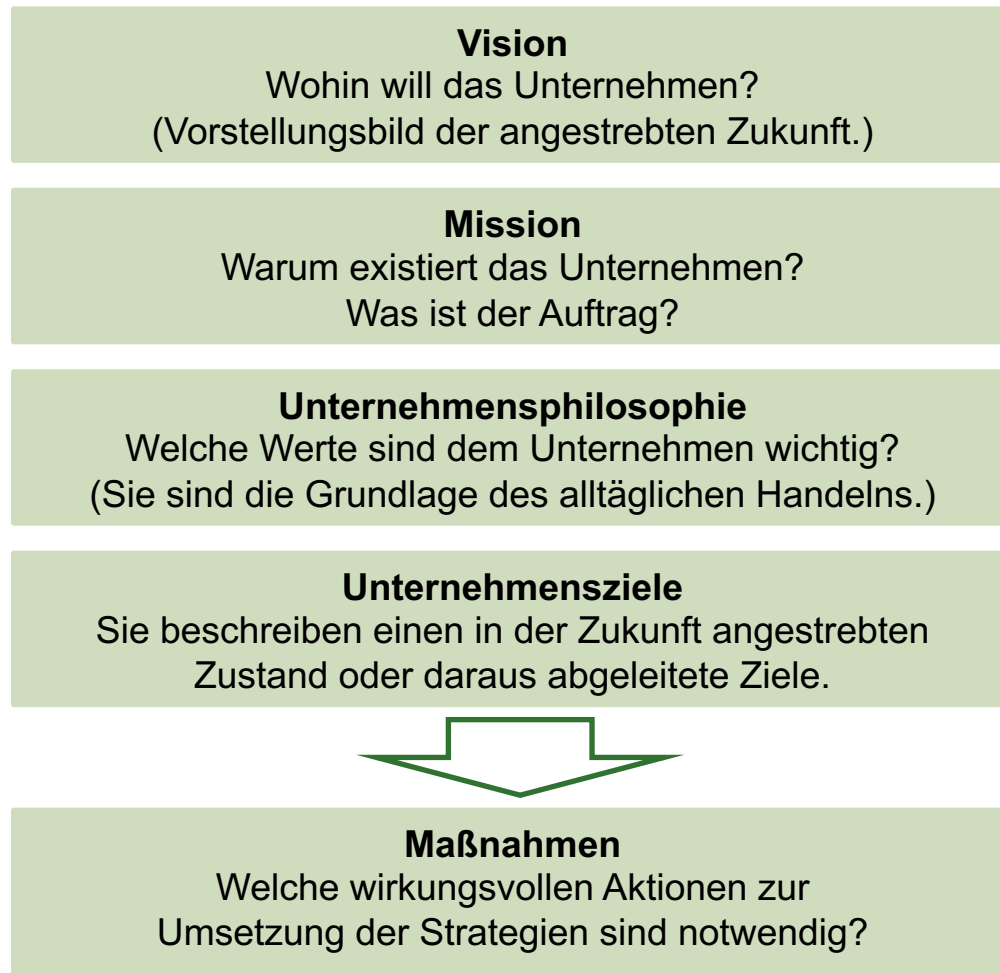 Vision
Wohin will das Unternehmen?
(Vorstellungsbild der angestrebten Zukunft.)
Mission
Warum existiert das Unternehmen?
Was ist der Auftrag?
Unternehmensphilosophie
Welche Werte sind dem Unternehmen wichtig?
(Sie sind die Grundlage des alltäglichen Handelns.)
Unternehmensziele
Sie beschreiben einen in der Zukunft angestrebten
Zustand oder daraus abgeleitete Ziele.
Maßnahmen
Welche wirkungsvollen Aktionen zur
Umsetzung der Strategien sind notwendig?